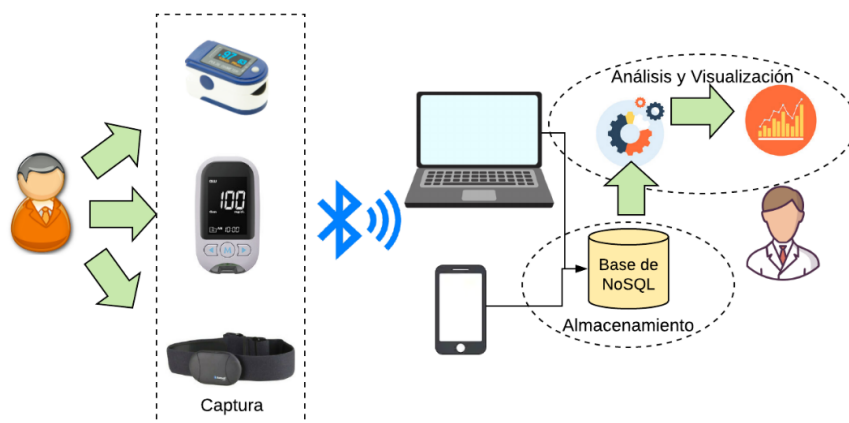 Captura
100
Análisis y Visualización
Base de
NoSQL
Almacenamiento